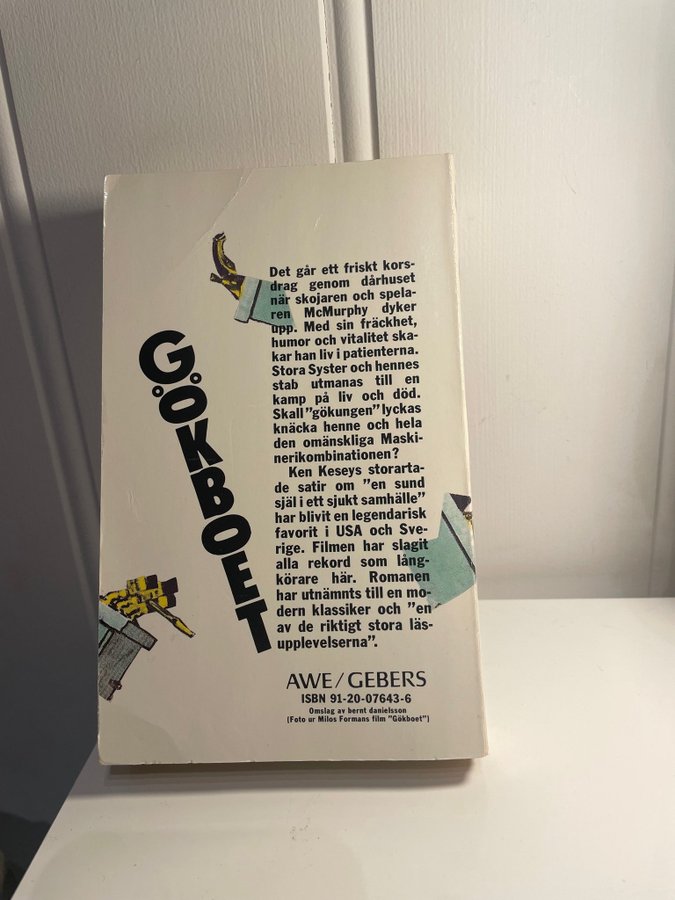 GÖKBOET
Det går ett friskt kors-
drag genom dårhuset
när skojaren och spela-
ren McMurphy dyker
upp. Med sin fräckhet,
humor och vitalitet ska-
kar han liv i patienterna.
Stora Syster och hennes
stab utmanas till en
kamp på liv och död.
Skall "gökungen" lyckas
knäcka henne och hela
den omänskliga Maski-
nerikombinationen?
Ken Keseys storarta-
de satir om "en sund
själ i ett sjukt samhälle"
har blivit en legendarisk
favorit i USA och Sve-
rige. Filmen har slagit
alla rekord som lång-
körare här. Romanen
har utnämnts till en mo-
dern klassiker och "en
av de riktigt stora läs-
upplevelserna".
AWE/GEBERS
ISBN 91-20-07643-6
Omslag av bernt danielsson
(Foto ur Milos Formans film "Gökboet")